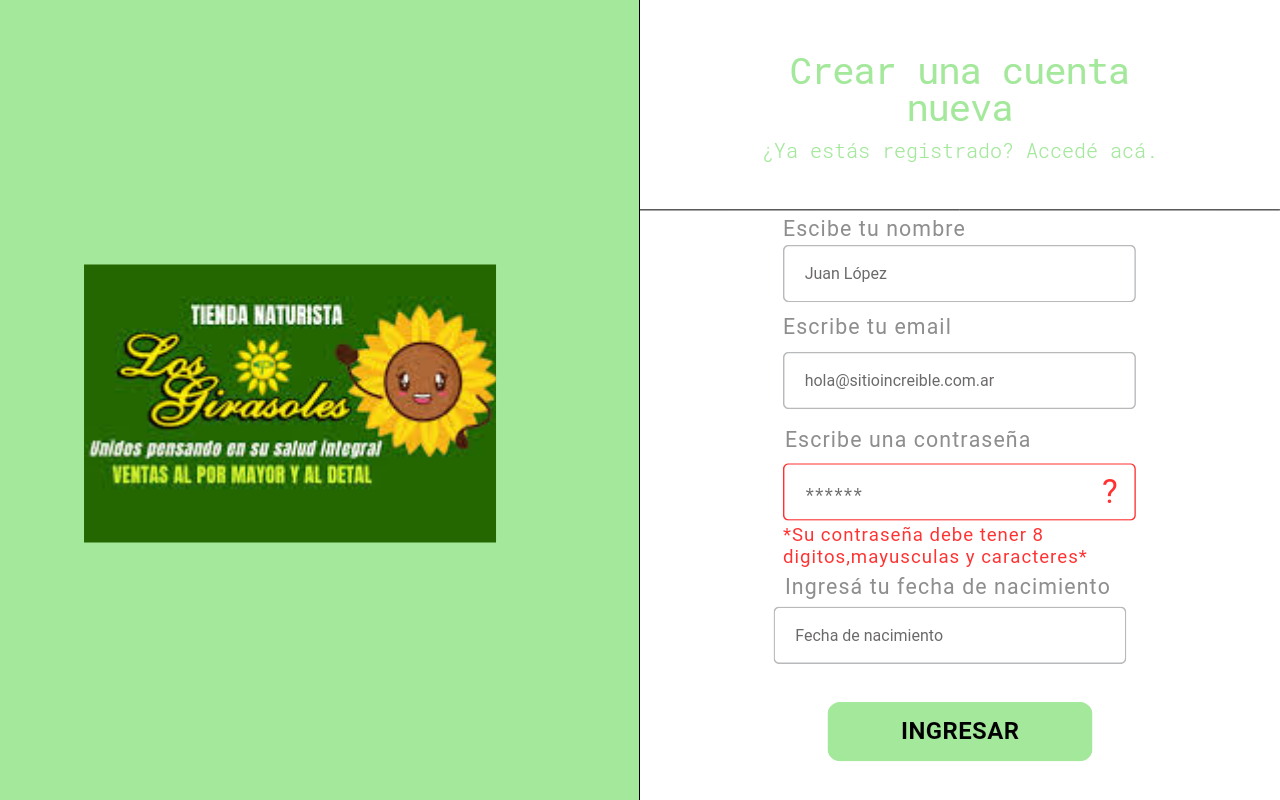 TIENDA NATURISTA
Los
Girasoles
Unidos pensando en su salud integral
VENTAS AL POR MAYOR Y AL DETAL
Crear una cuenta
nueva
¿Ya estás registrado? Accedé acá.
Escibe tu nombre
Juan López
Escribe tu email
hola@sitioincreible.com.ar
Escribe una contraseña
******
?
*Su contraseña debe tener 8
digitos,mayusculas y caracteres*
Ingresá tu fecha de nacimiento
Fecha de nacimiento
INGRESAR